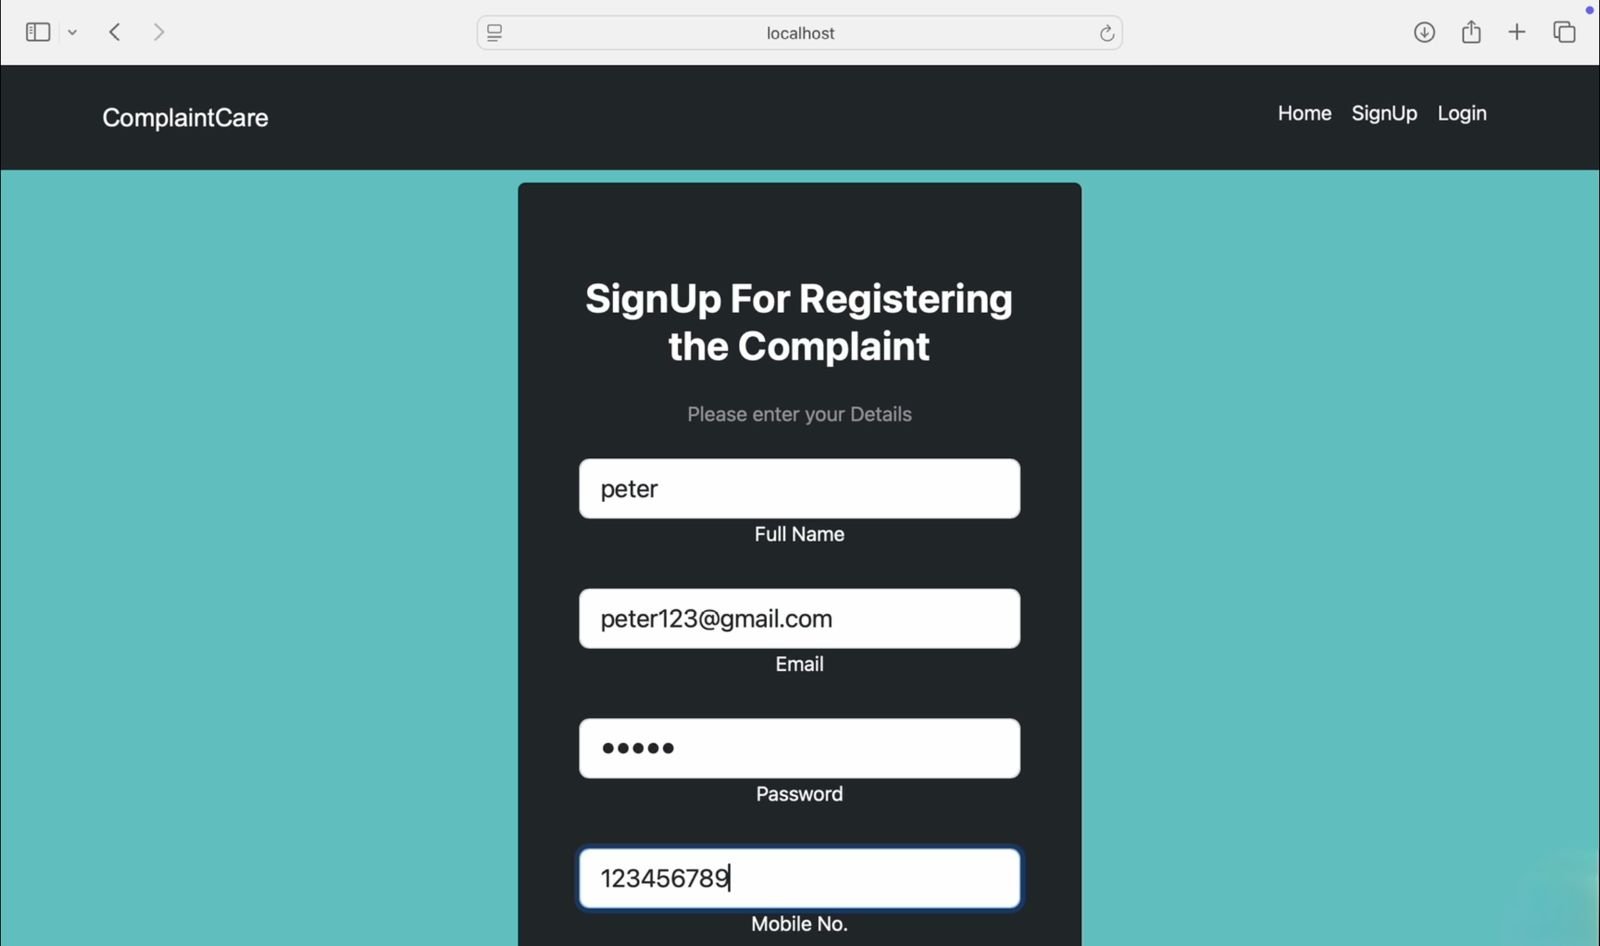 localhost
ComplaintCare
Home SignUp Login
SignUp For Registering
the Complaint
Please enter your Details
peter
Full Name
peter123@gmail.com
Email
•••••
Password
123456789
Mobile No.